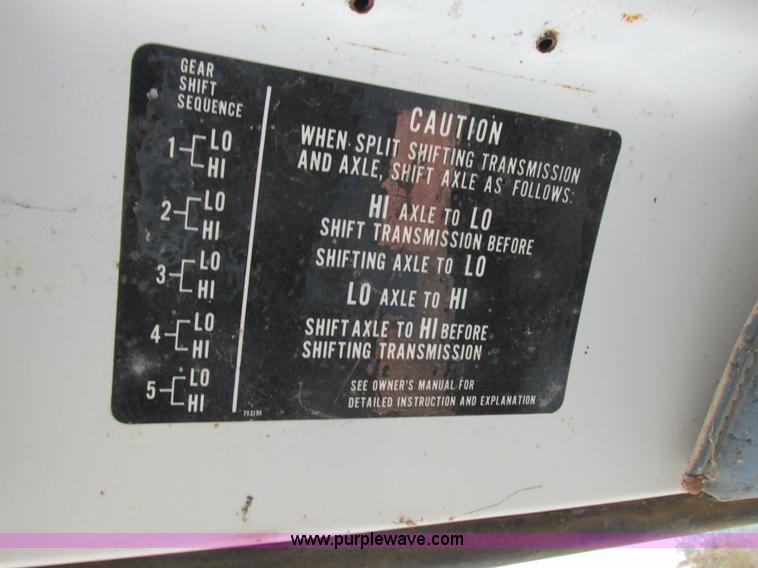 GEAR
SHIFT
SEQUENCE
1 LO
HI
2 LO
HI
3 LO
HI
4 LO
HI
5 LO
HI
CAUTION
WHEN SPLIT SHIFTING TRANSMISSION
AND AXLE, SHIFT AXLE AS FOLLOWS:
HI AXLE TO LO
SHIFT TRANSMISSION BEFORE
SHIFTING AXLE TO LO
LO AXLE TO HI
SHIFT AXLE TO HI BEFORE
SHIFTING TRANSMISSION
SEE OWNER'S MANUAL FOR
DETAILED INSTRUCTION AND EXPLANATION
www.purplewave.com